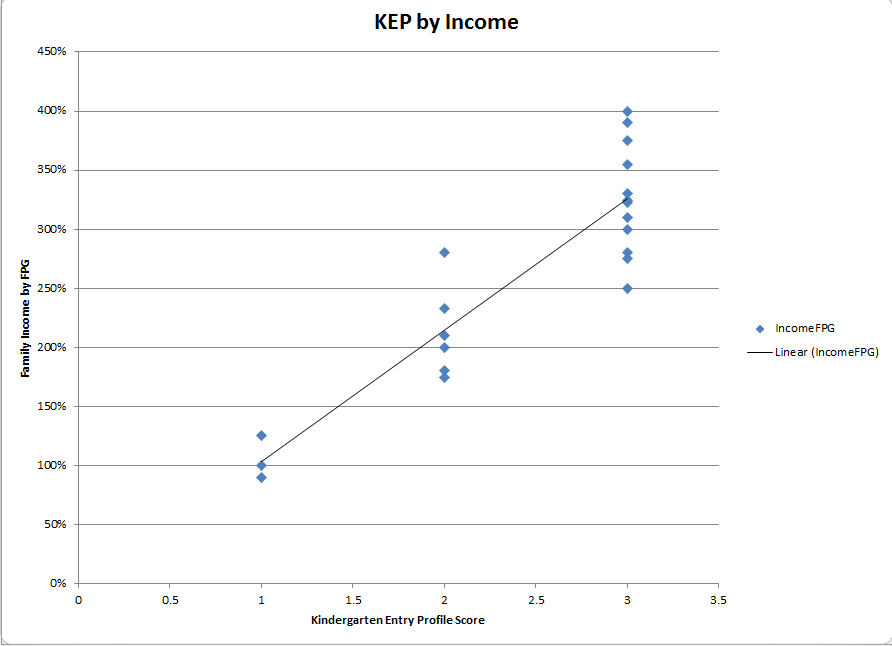 KEP by Income
450%
400%
350%
300%
250%
200%
150%
100%
50%
0%
Family Income by FPG
0 0.5 1 1.5 2 2.5 3 3.5
Kindergarten Entry Profile Score
IncomeFPG
Linear (IncomeFPG)